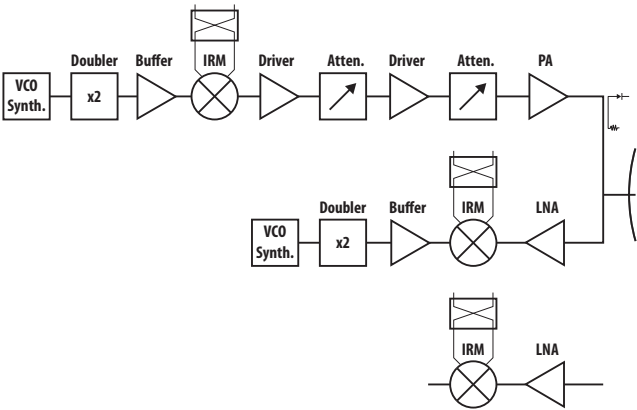 Doubler Buffer IRM Driver Atten. Driver Atten. PA
VCO
Synth.
x2
Doubler Buffer IRM LNA
VCO
Synth.
x2
IRM LNA